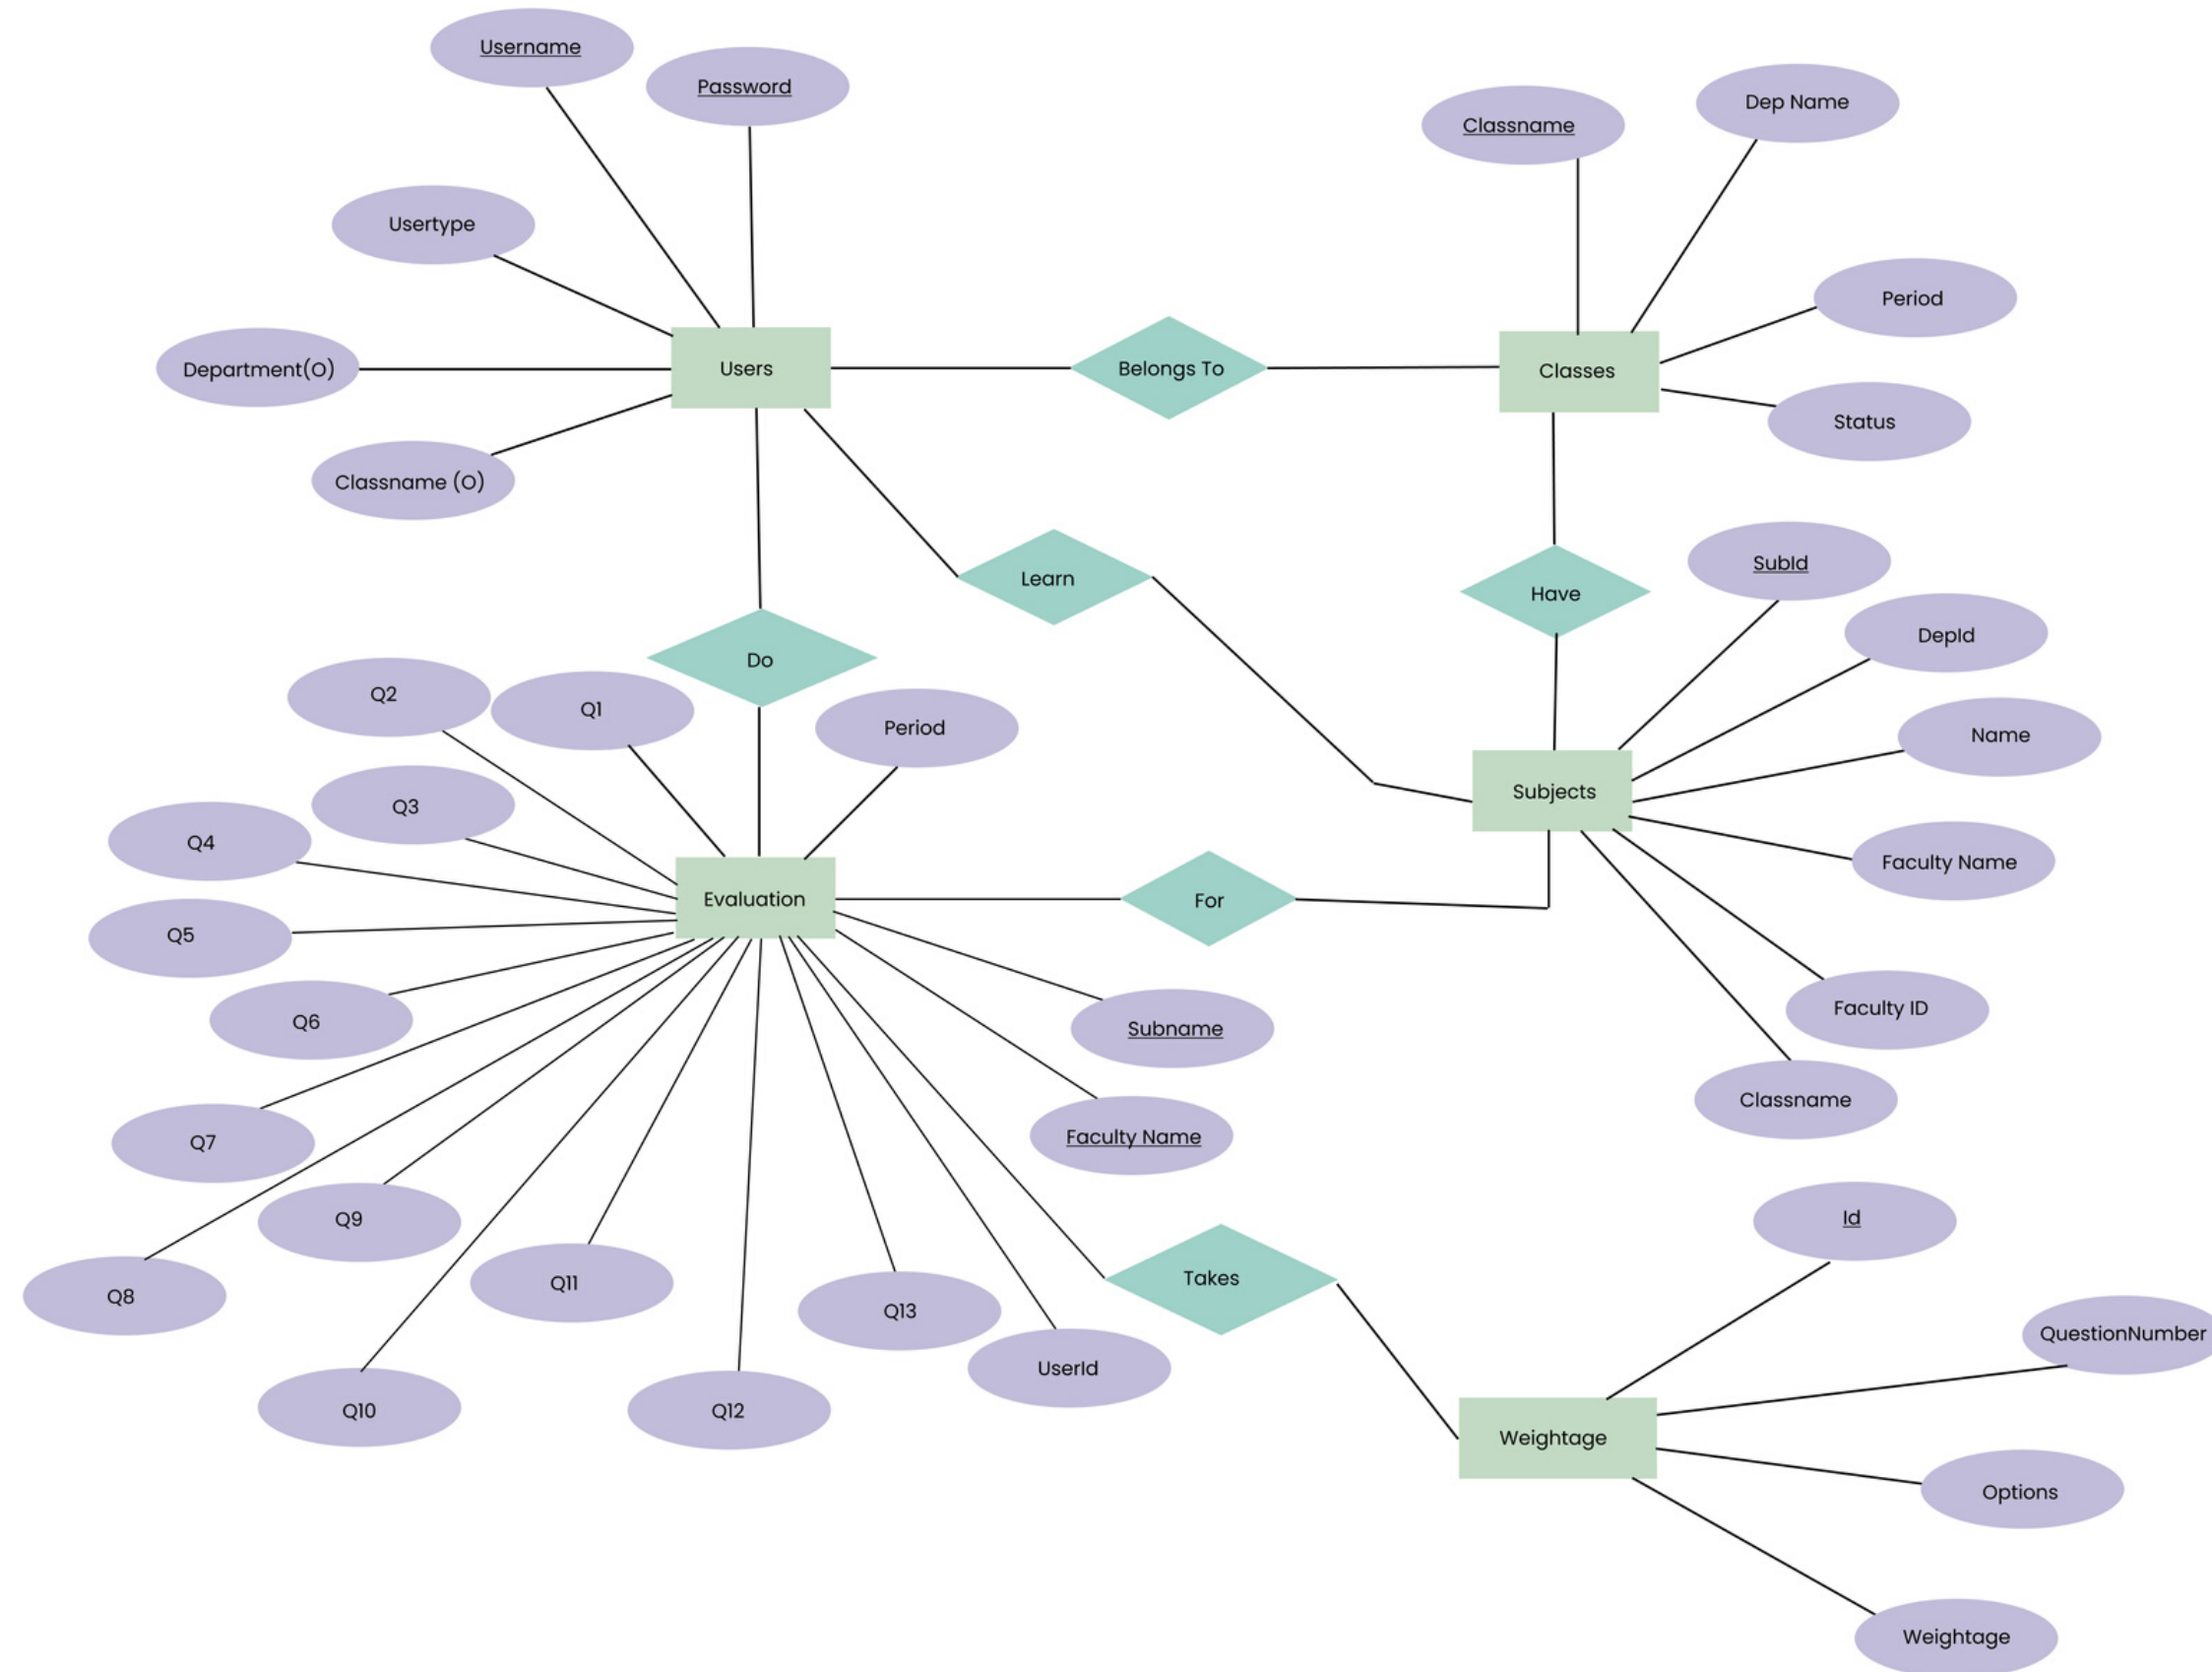 Username
Password
Dep Name
Classname
Usertype
Period
Users
Belongs To
Classes
Department(O)
Status
Classname (O)
SubId
Learn
Have
DepId
Do
Q2
Q1
Period
Name
Subjects
Q3
Q4
Faculty Name
Evaluation
For
Q5
Faculty ID
Q6
Subname
Classname
Faculty Name
Q7
Q9
Id
Takes
Q8
Q11
Q13
QuestionNumber
UserId
Q10
Q12
Weightage
Options
Weightage